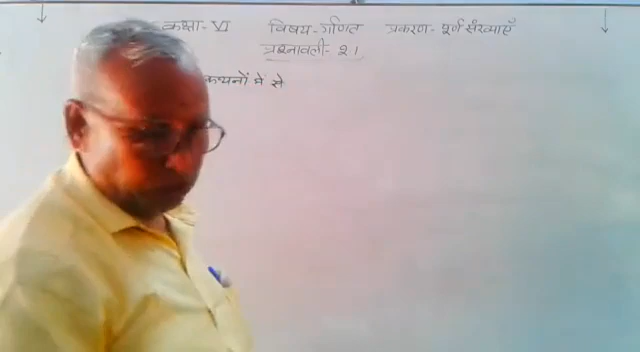 कक्षा - VI विषय - गणित प्रकरण - पूर्ण संख्याएँ
प्रश्नावली - 2.1
कथनों में से